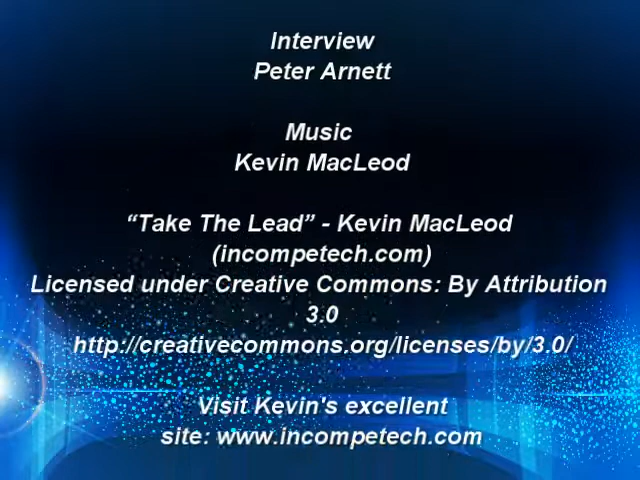 Interview
Peter Arnett
Music
Kevin MacLeod
“Take The Lead” - Kevin MacLeod
(incompetech.com)
Licensed under Creative Commons: By Attribution
3.0
http://creativecommons.org/licenses/by/3.0/
Visit Kevin's excellent
site: www.incompetech.com